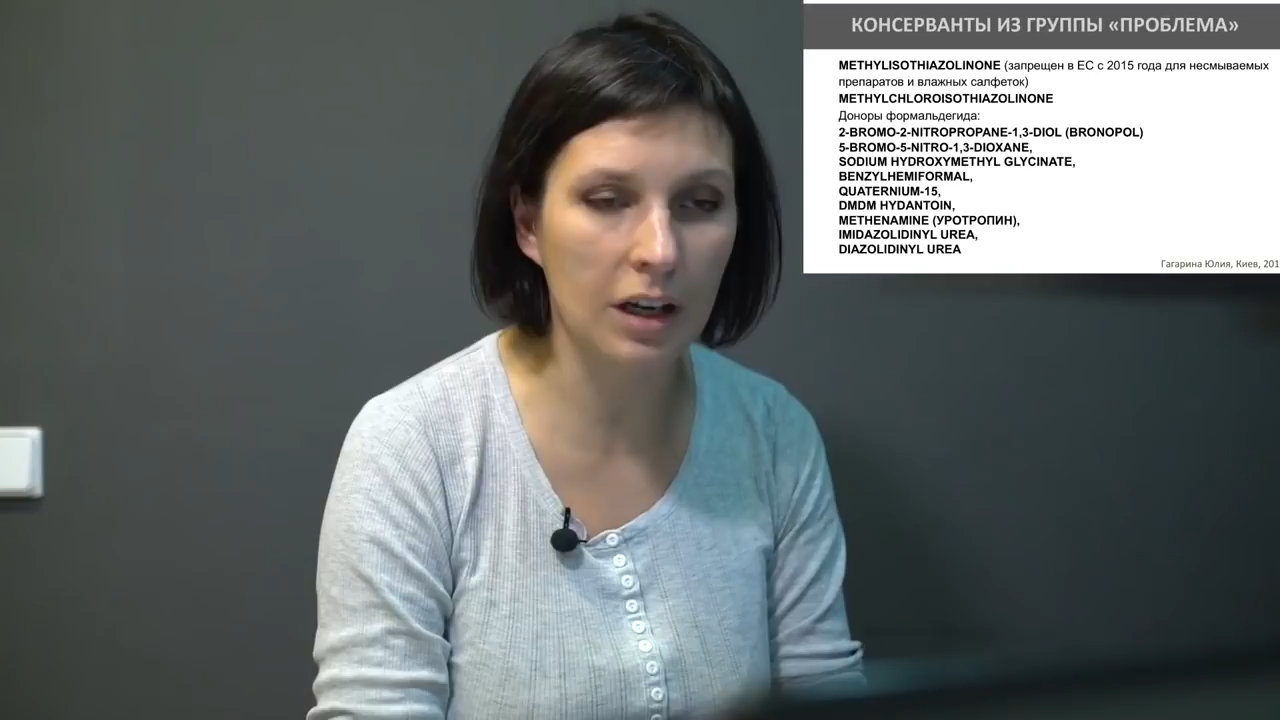 КОНСЕРВАНТЫ ИЗ ГРУППЫ «ПРОБЛЕМА»
METHYLISOTHIAZOLINONE (запрещен в ЕС с 2015 года для несмываемых
препаратов и влажных салфеток)
METHYLCHLOROISOTHIAZOLINONE
Доноры формальдегида:
2-BROMO-2-NITROPROPANE-1,3-DIOL (BRONOPOL)
5-BROMO-5-NITRO-1,3-DIOXANE,
SODIUM HYDROXYMETHYL GLYCINATE,
BENZYLHEMIFORMAL,
QUATERNIUM-15,
DMDM HYDANTOIN,
METHENAMINE (УРОТРОПИН),
IMIDAZOLIDINYL UREA,
DIAZOLIDINYL UREA
Гагарина Юлия, Киев, 201